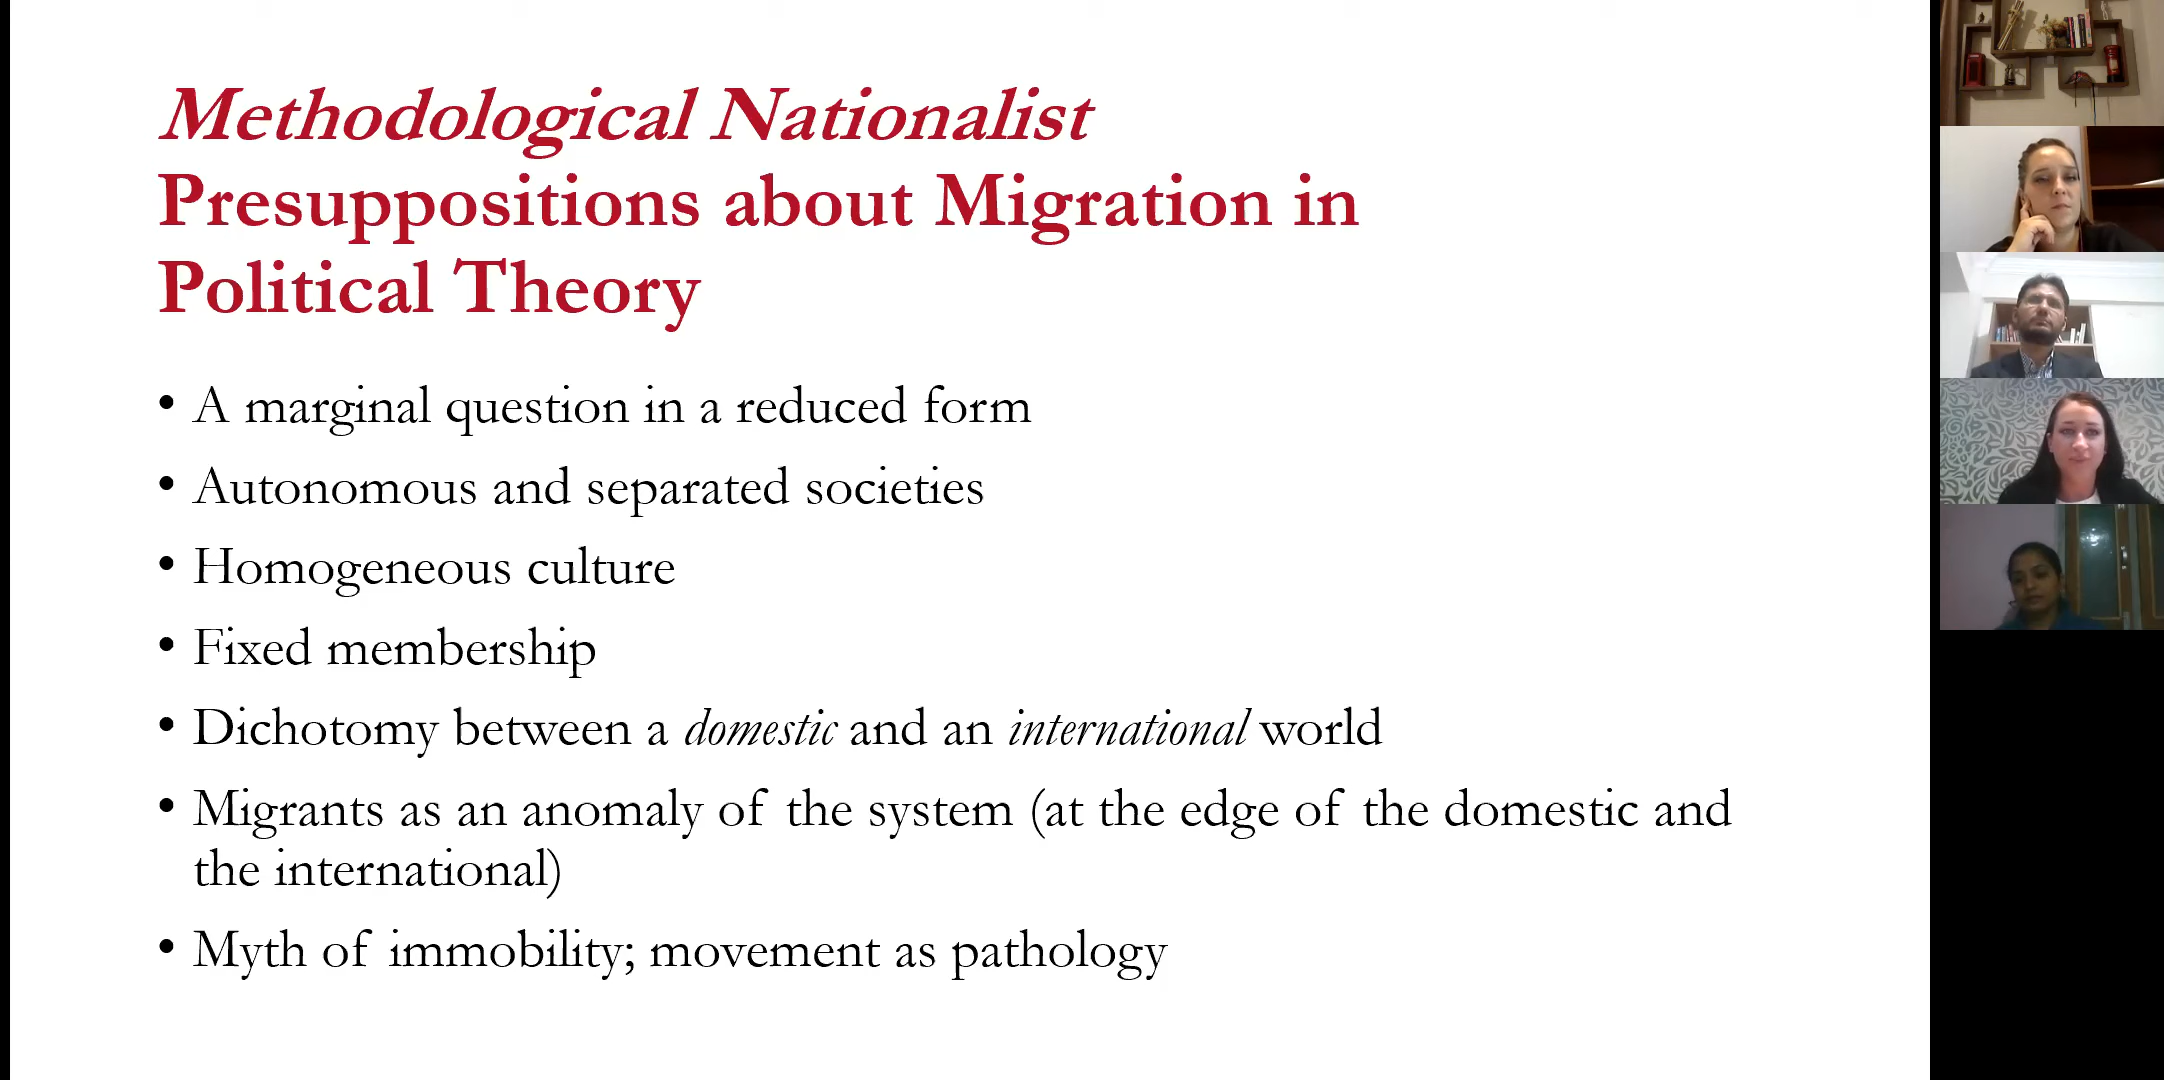 Methodological Nationalist
Presuppositions about Migration in
Political Theory
• A marginal question in a reduced form
• Autonomous and separated societies
• Homogeneous culture
• Fixed membership
• Dichotomy between a domestic and an international world
• Migrants as an anomaly of the system (at the edge of the domestic and
the international)
• Myth of immobility; movement as pathology